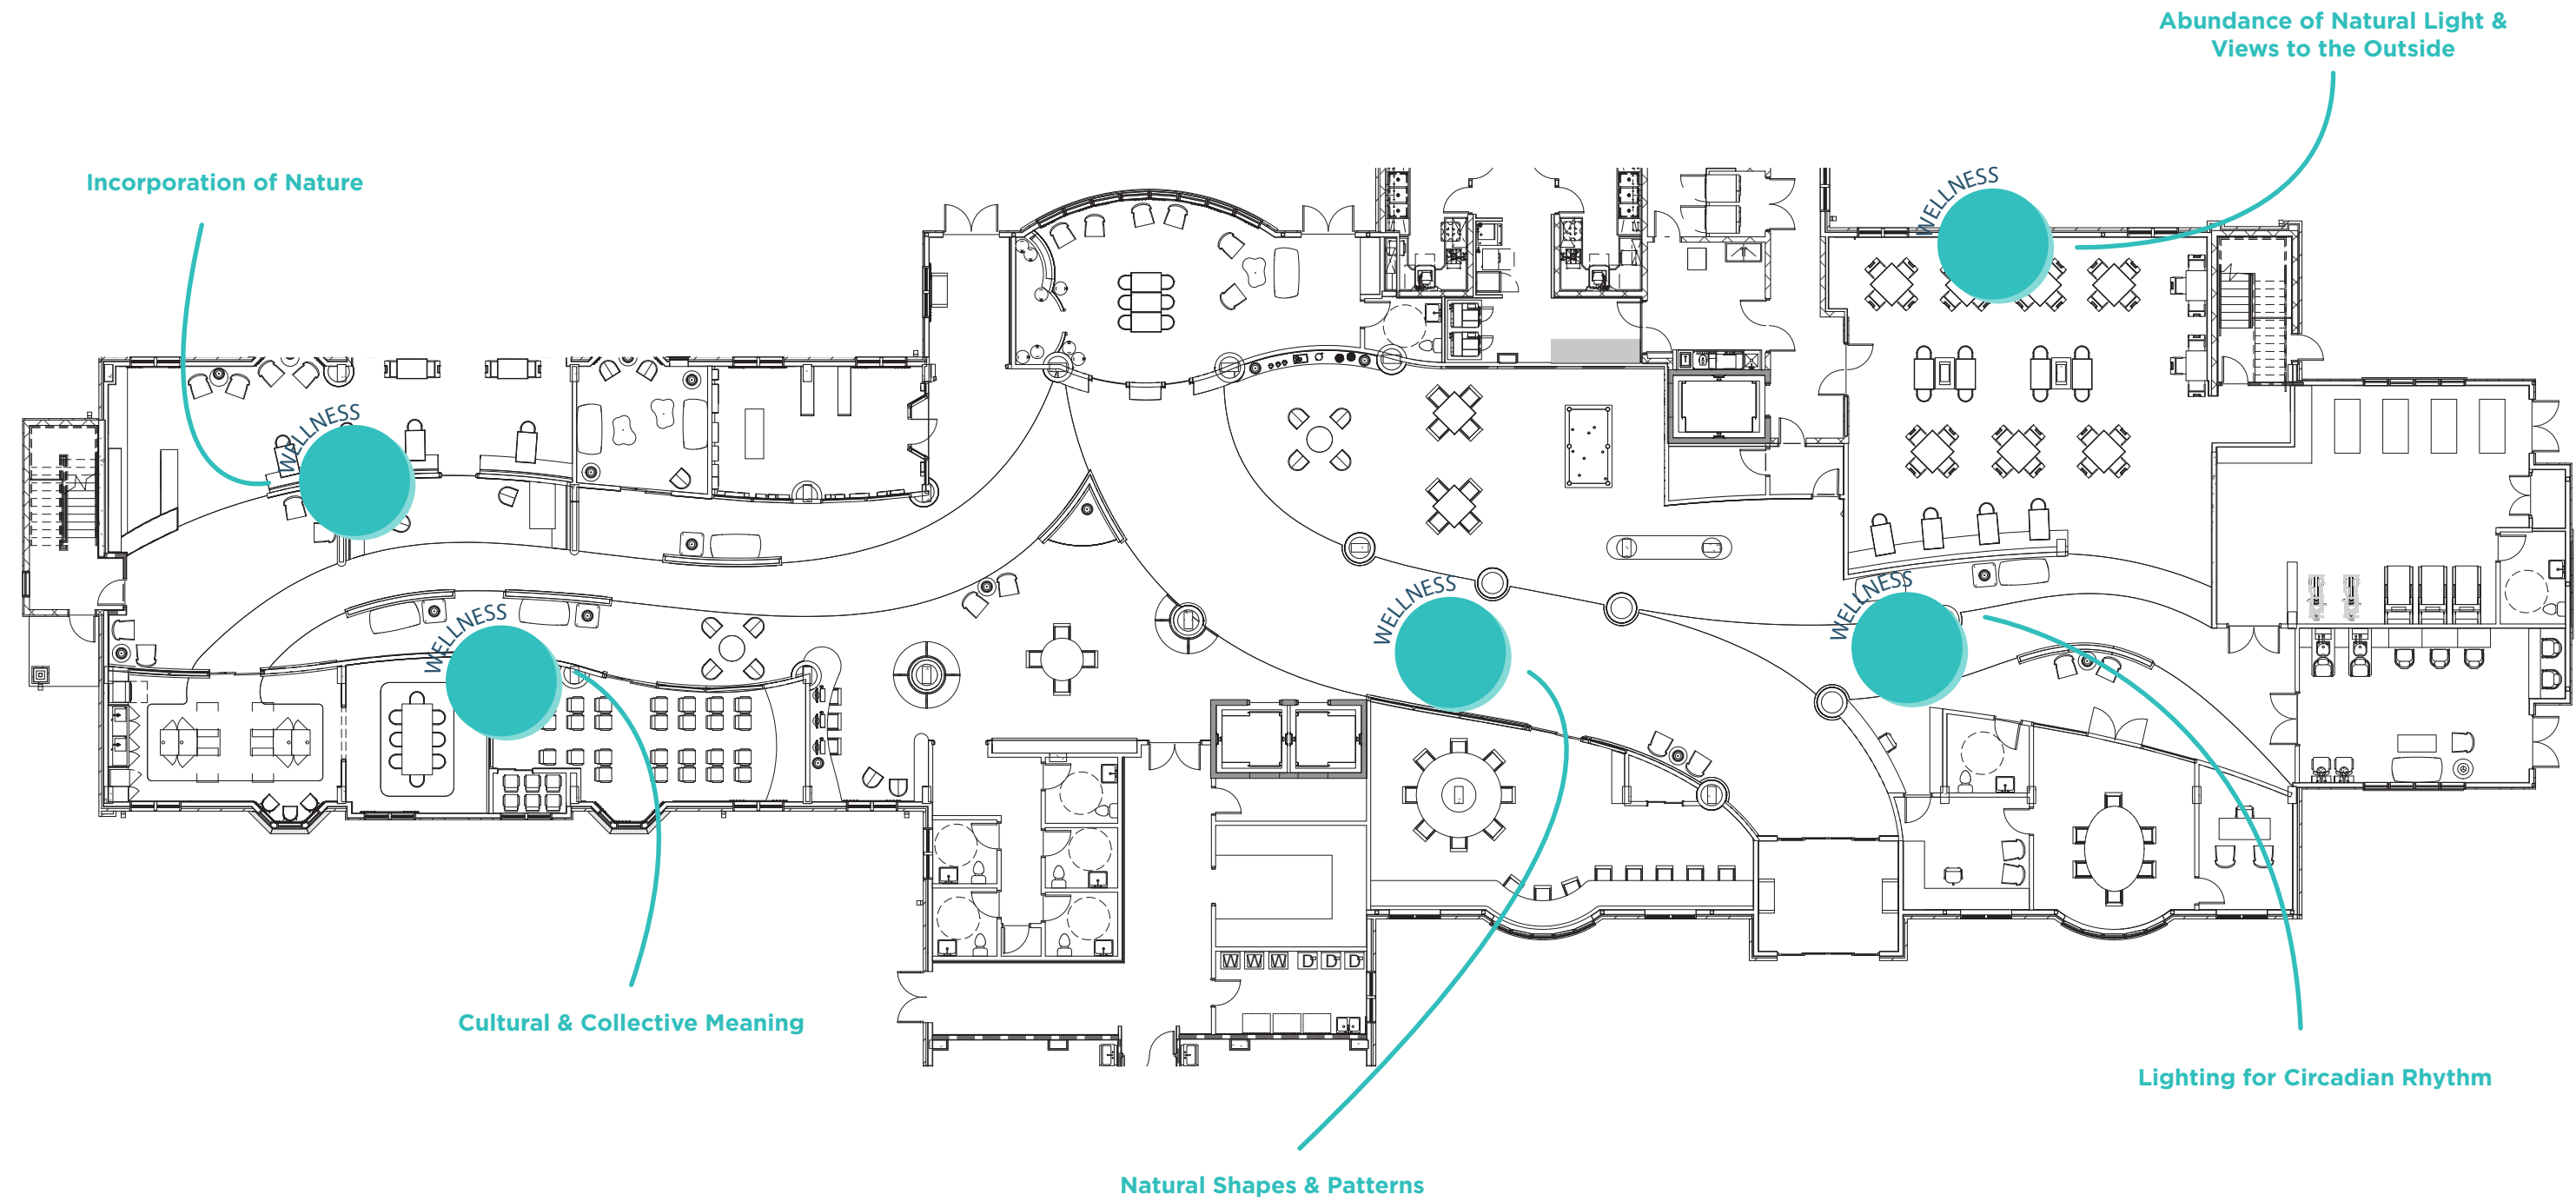 Abundance of Natural Light &
Views to the Outside
Incorporation of Nature
WELLNESS
WELLNESS
WELLNESS
WELLNESS
WELLNESS
W W W D D D
Cultural & Collective Meaning
Lighting for Circadian Rhythm
Natural Shapes & Patterns